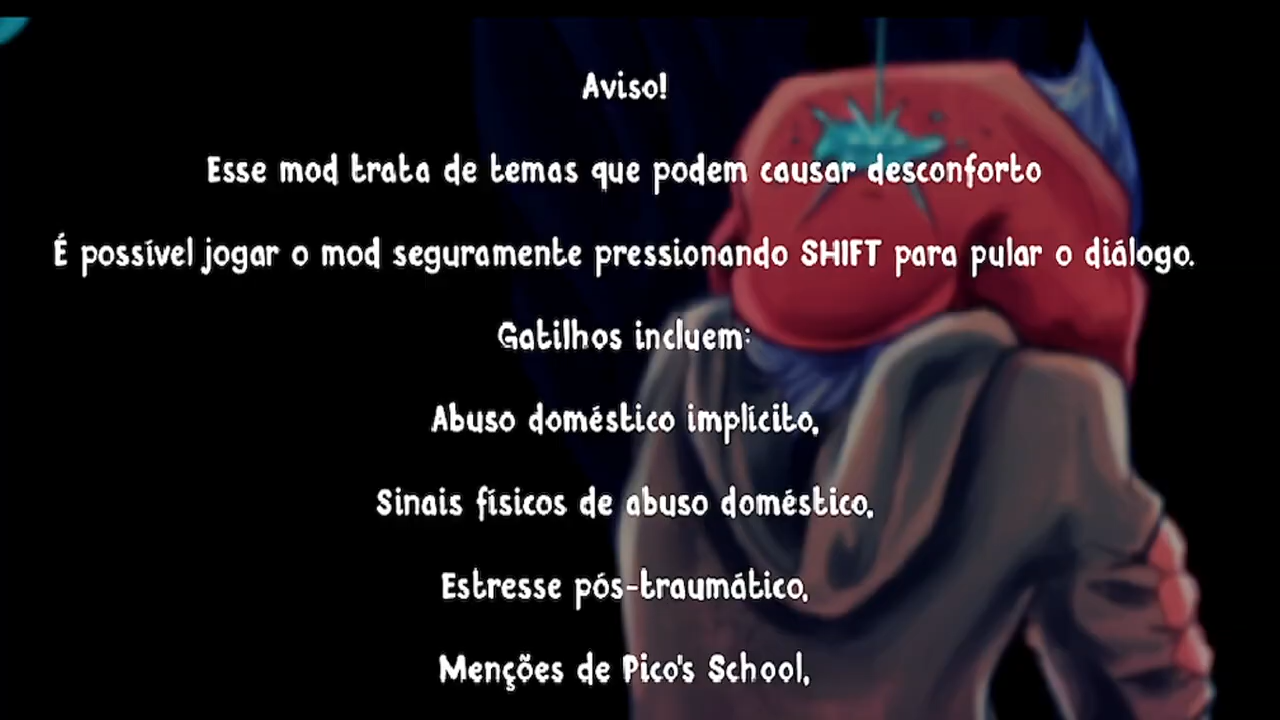 Aviso!
Esse mod trata de temas que podem causar desconforto
É possível jogar o mod seguramente pressionando SHIFT para pular o diálogo.
Gatilhos incluem:
Abuso doméstico implícito,
Sinais físicos de abuso doméstico,
Estresse pós-traumático,
Menções de Pico's School,